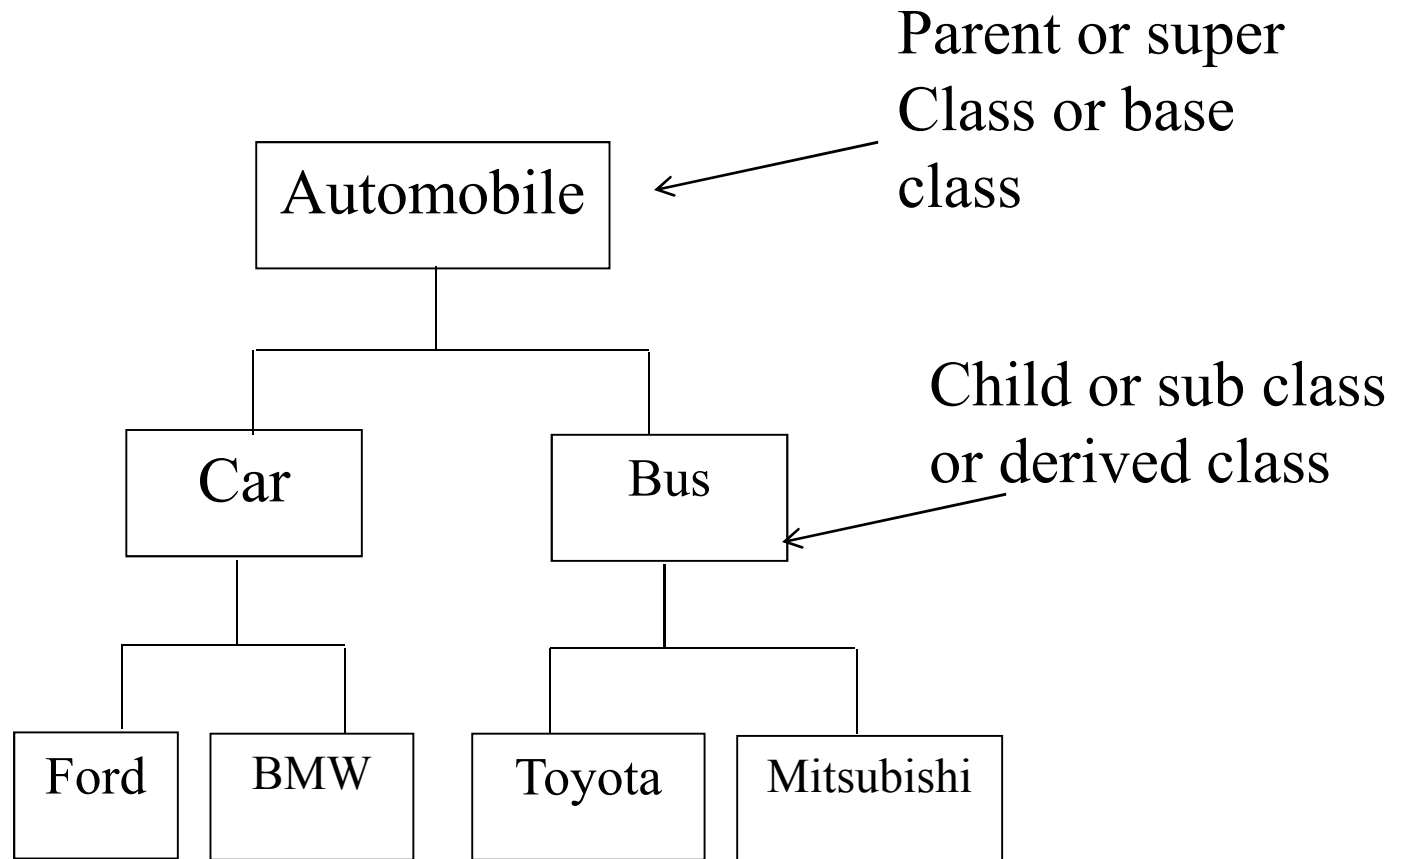 Parent or super
Class or base
class
Automobile
Child or sub class
or derived class
Car
Bus
Ford
BMW
Toyota
Mitsubishi